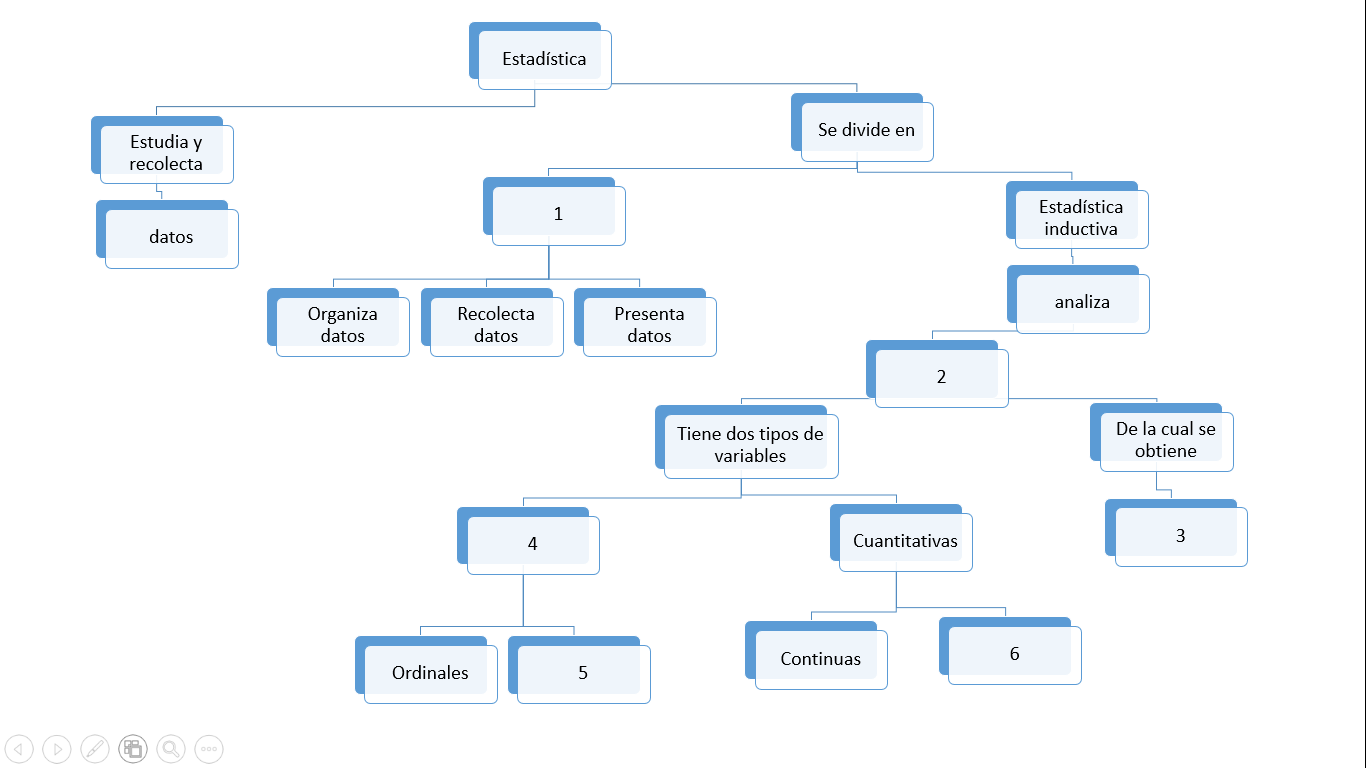 Estadística
Se divide en
Estudia y
recolecta
datos
1
Estadística
inductiva
Organiza
datos
Recolecta
datos
Presenta
datos
analiza
2
Tiene dos tipos de
variables
De la cual se
obtiene
4
Cuantitativas
3
Ordinales
5
Continuas
6